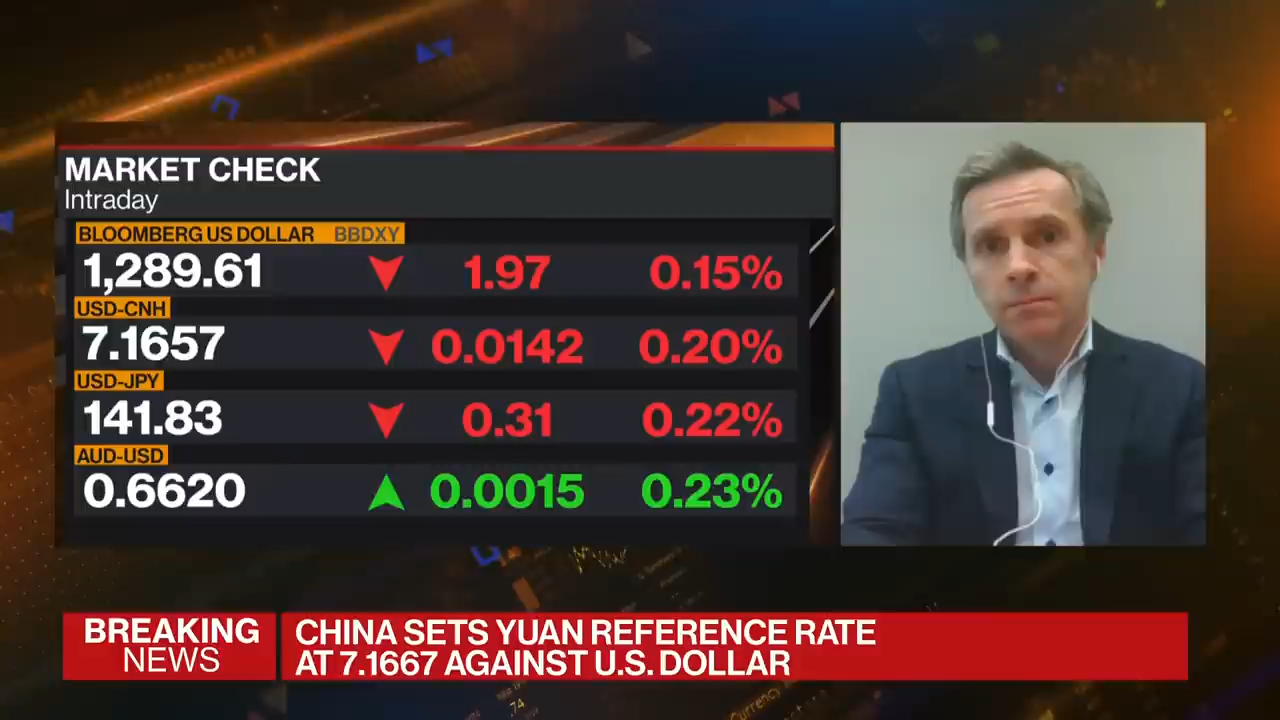 MARKET CHECK
Intraday
BLOOMBERG US DOLLAR BBDXY
1,289.61 ▼ 1.97 0.15%
USD-CNH
7.1657 ▼ 0.0142 0.20%
USD-JPY
141.83 ▼ 0.31 0.22%
AUD-USD
0.6620 ▲ 0.0015 0.23%
BREAKING
NEWS
CHINA SETS YUAN REFERENCE RATE
AT 7.1667 AGAINST U.S. DOLLAR
.74
Currency